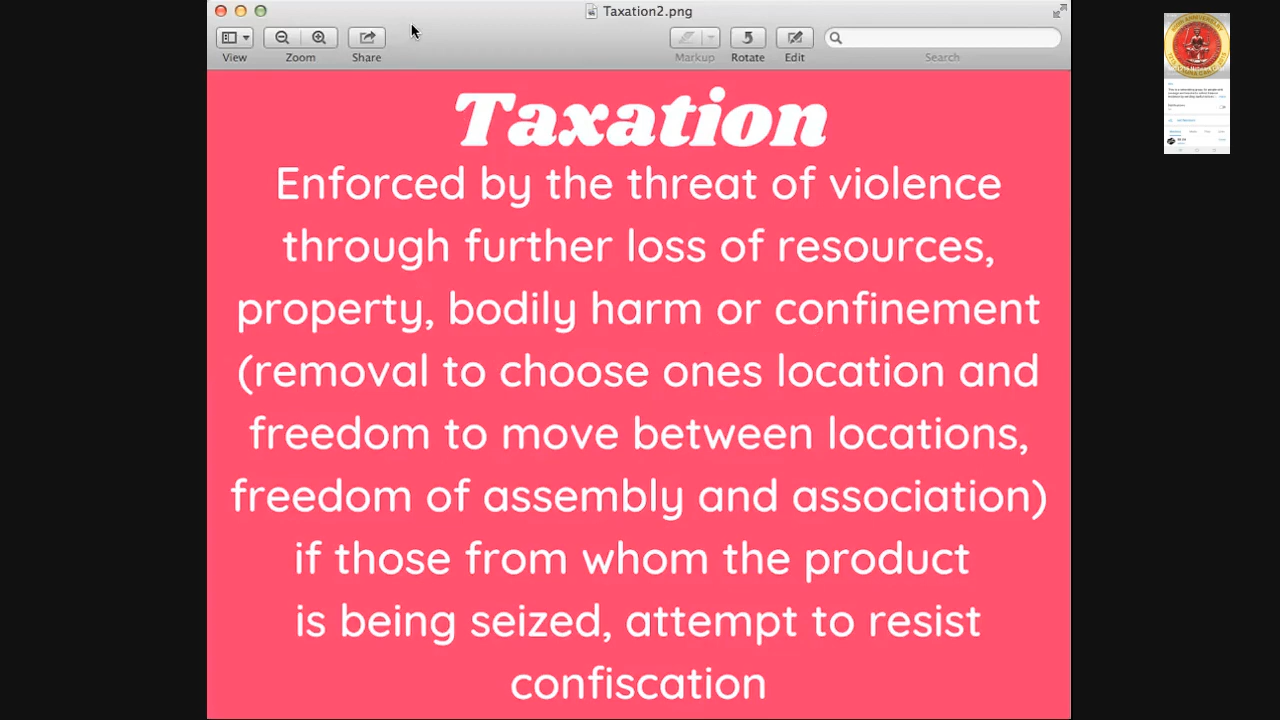 Taxation2.png
View
Zoom
Share
Markup
Rotate
Edit
Search
Taxation
Enforced by the threat of violence
through further loss of resources,
property, bodily harm or confinement
(removal to choose ones location and
freedom to move between locations,
freedom of assembly and association)
if those from whom the product
is being seized, attempt to resist
confiscation